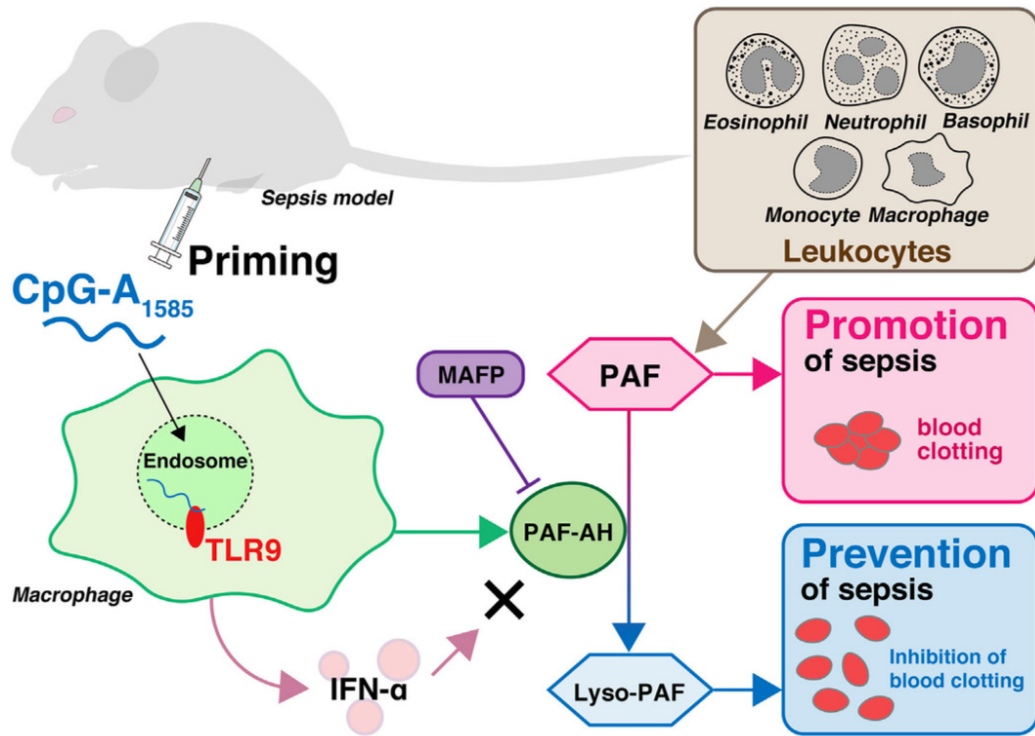 Eosinophil Neutrophil Basophil
Monocyte Macrophage
Leukocytes
Sepsis model
Priming
CpG-A1585
Endosome
TLR9
Macrophage
IFN-α
MAFP
PAF-AH
PAF
Lyso-PAF
Promotion
of sepsis
blood
clotting
Prevention
of sepsis
Inhibition of
blood clotting